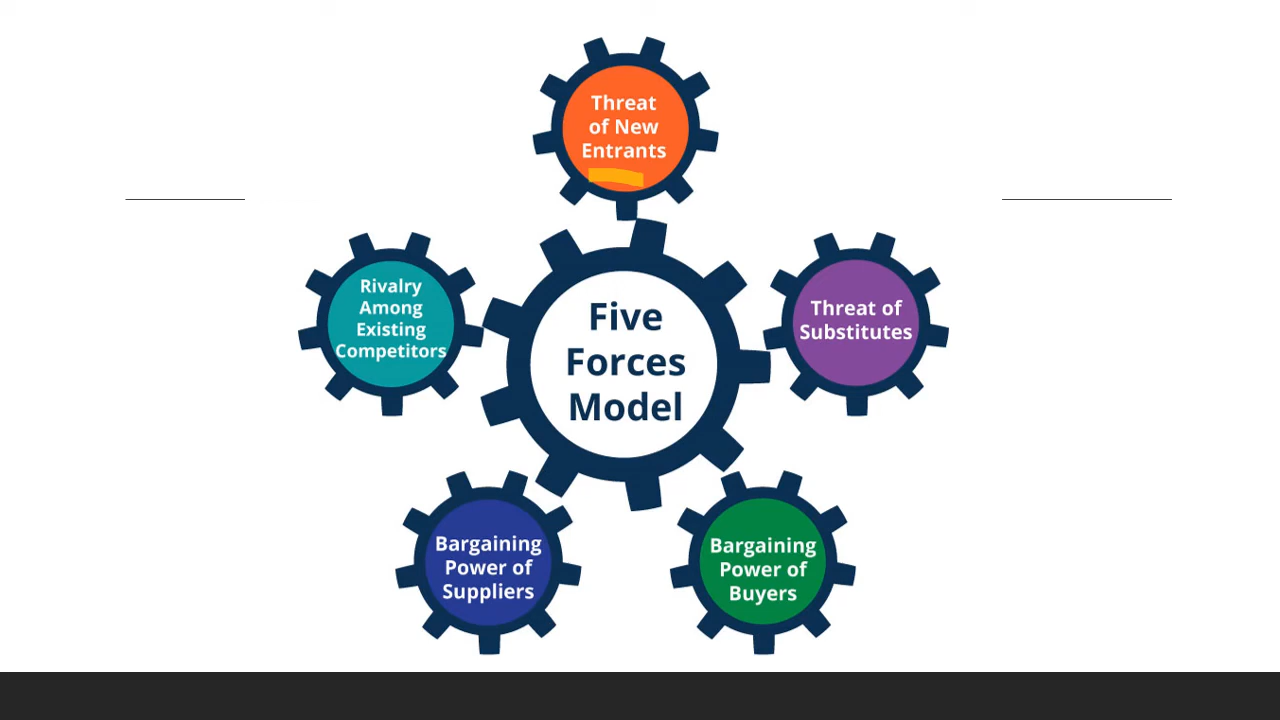 Threat
of New
Entrants
Rivalry
Among
Existing
Competitors
Five
Forces
Model
Threat of
Substitutes
Bargaining
Power of
Suppliers
Bargaining
Power of
Buyers